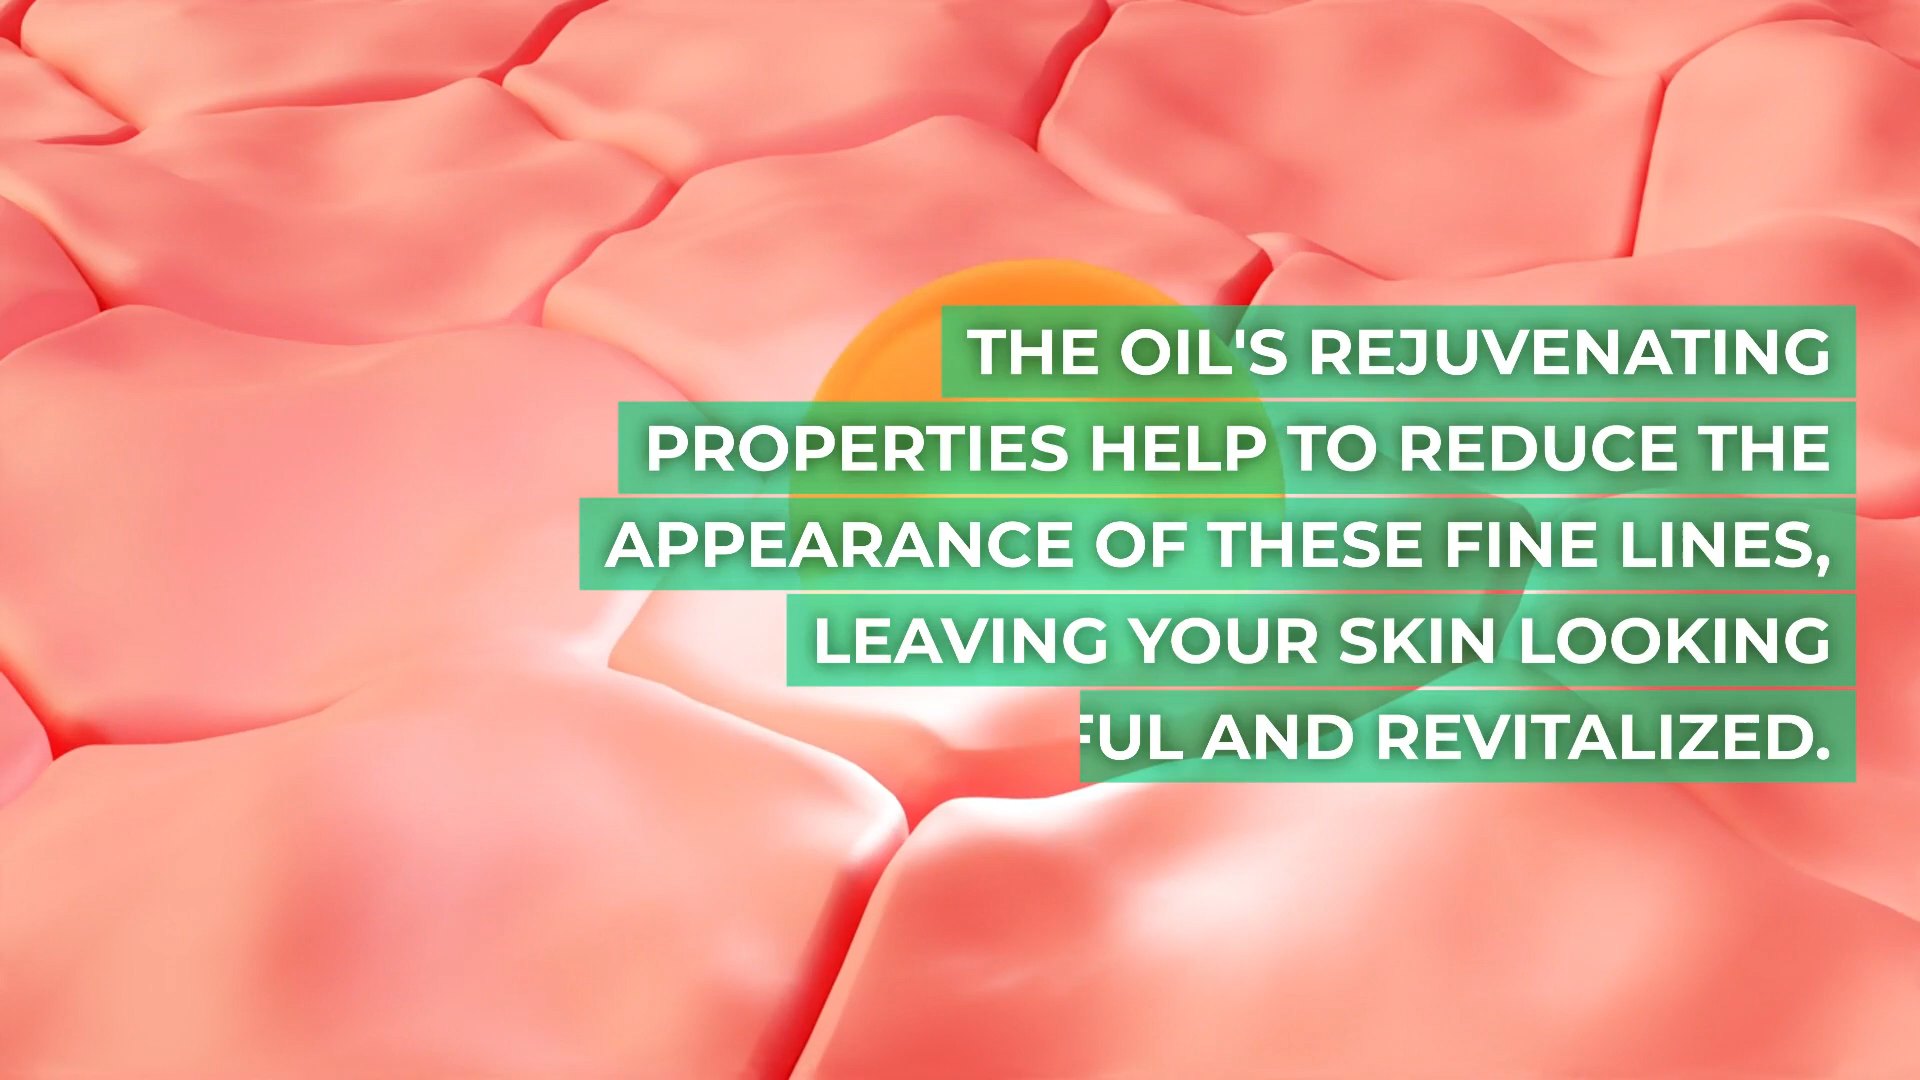 THE OIL'S REJUVENATING
PROPERTIES HELP TO REDUCE THE
APPEARANCE OF THESE FINE LINES,
LEAVING YOUR SKIN LOOKING
AND REVITALIZED.